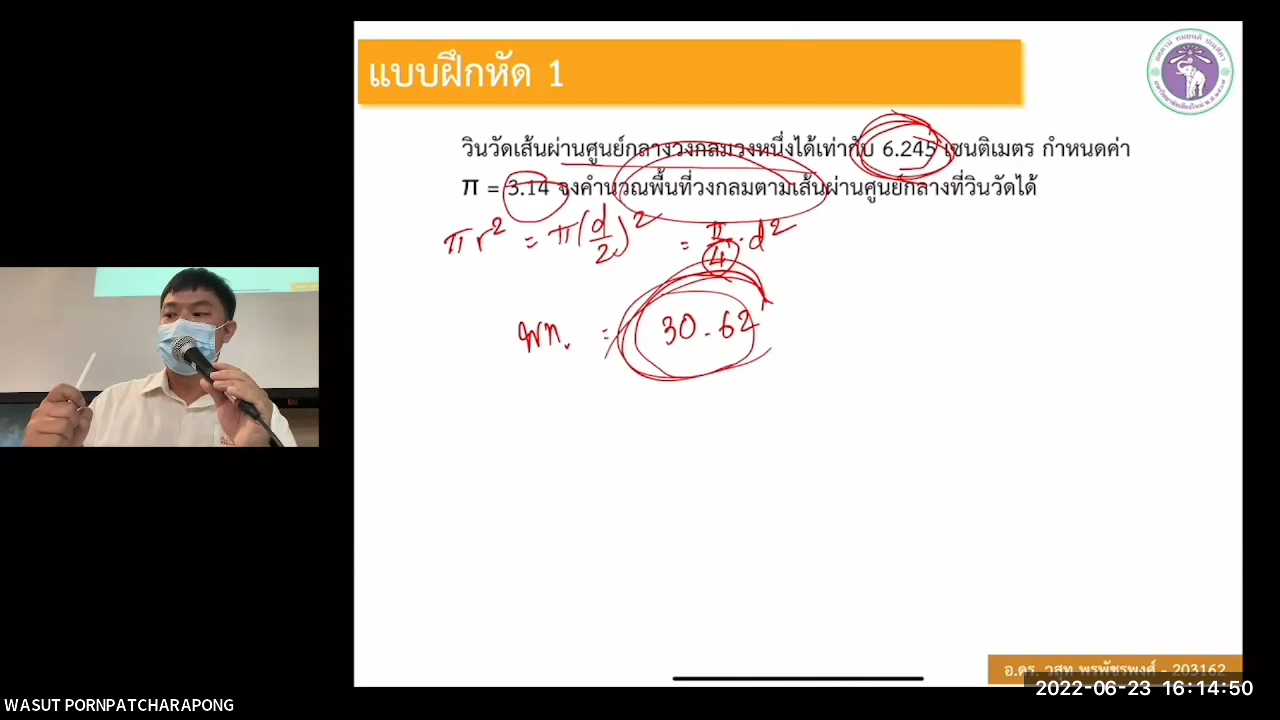 แบบฝึกหัด 1
วินวัดเส้นผ่านศูนย์กลางวงกลมวงหนึ่งได้เท่ากับ 6.245 เซนติเมตร กำหนดค่า
π = 3.14 จงคำนวณพื้นที่วงกลมตามเส้นผ่านศูนย์กลางที่วินวัดได้
πr² = π(d/2)² = π/4 · d²
พท. = 30.62
อ.ดร. วสุท พรพัชรพงศ์ - 203162
2022-06-23 16:14:50
WASUT PORNPATCHARAPONG